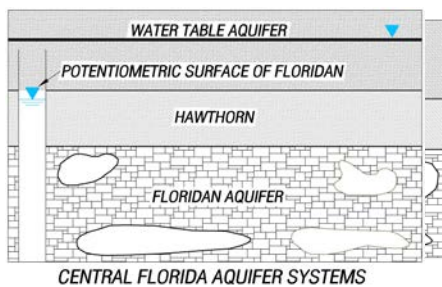 WATER TABLE AQUIFER
POTENTIOMETRIC SURFACE OF FLORIDAN
HAWTHORN
FLORIDAN AQUIFER
CENTRAL FLORIDA AQUIFER SYSTEMS